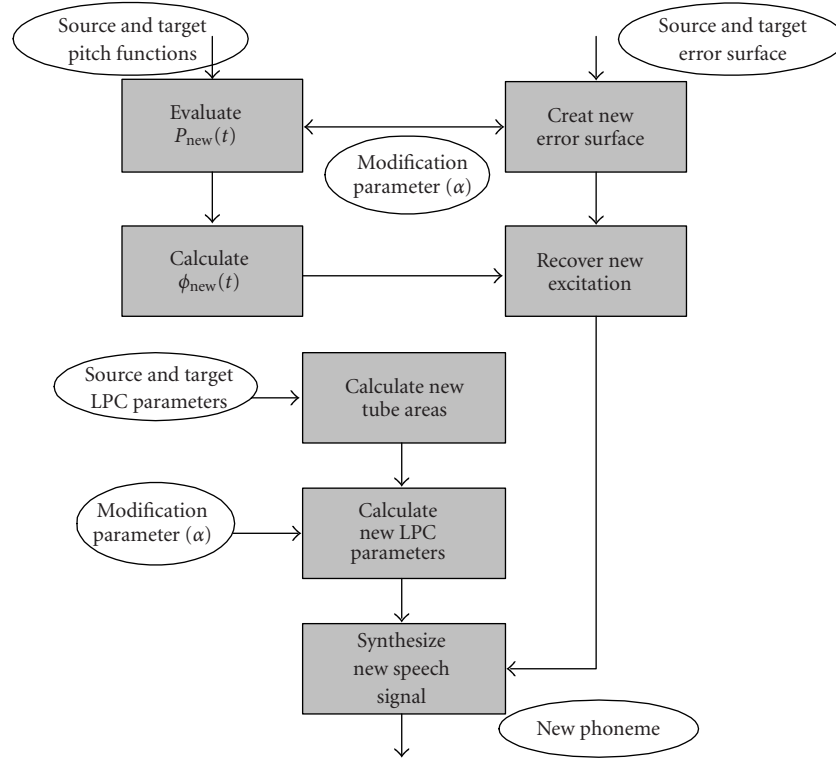 Source and target
pitch functions
Source and target
error surface
Evaluate
P_new(t)
Creat new
error surface
Modification
parameter (α)
Calculate
ϕ_new(t)
Recover new
excitation
Source and target
LPC parameters
Calculate new
tube areas
Modification
parameter (α)
Calculate
new LPC
parameters
Synthesize
new speech
signal
New phoneme